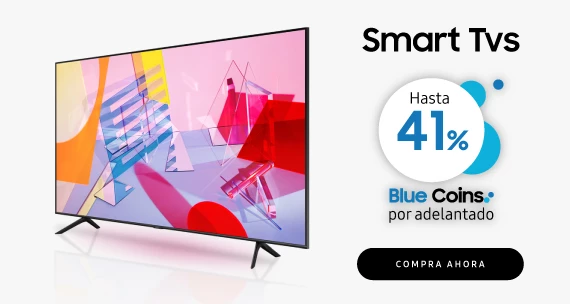 Smart Tvs
Hasta
41%
Blue Coins
por adelantado
COMPRA AHORA